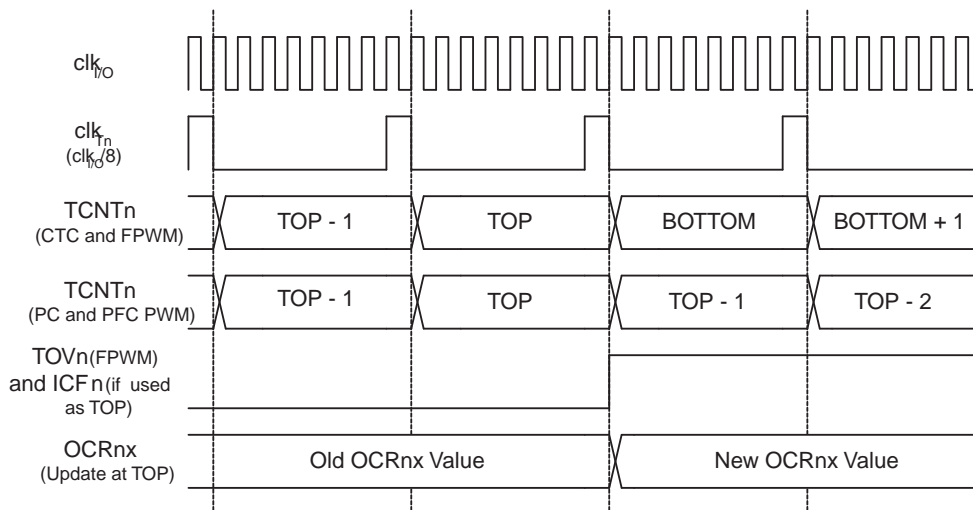 clkI/O
clkTn
(clkI/O/8)
TCNTn
(CTC and FPWM)
TOP - 1
TOP
BOTTOM
BOTTOM + 1
TCNTn
(PC and PFC PWM)
TOP - 1
TOP
TOP - 1
TOP - 2
TOVn(FPWM)
and ICFn(if used
as TOP)
OCRnx
(Update at TOP)
Old OCRnx Value
New OCRnx Value